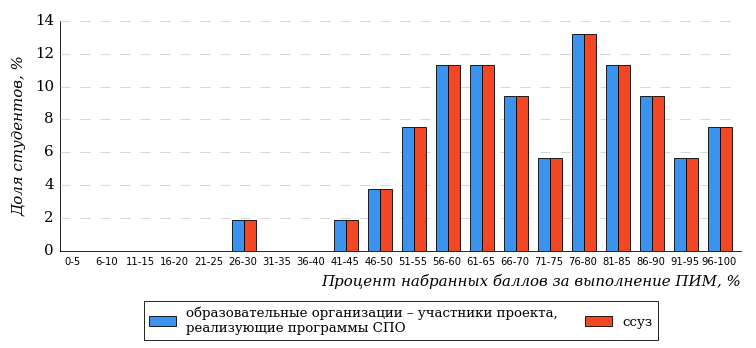 14
12
10
8
6
4
2
0
Доля студентов, %
0-5 6-10 11-15 16-20 21-25 26-30 31-35 36-40 41-45 46-50 51-55 56-60 61-65 66-70 71-75 76-80 81-85 86-90 91-95 96-100
Процент набранных баллов за выполнение ПИМ, %
образовательные организации – участники проекта,
реализующие программы СПО
ссуз